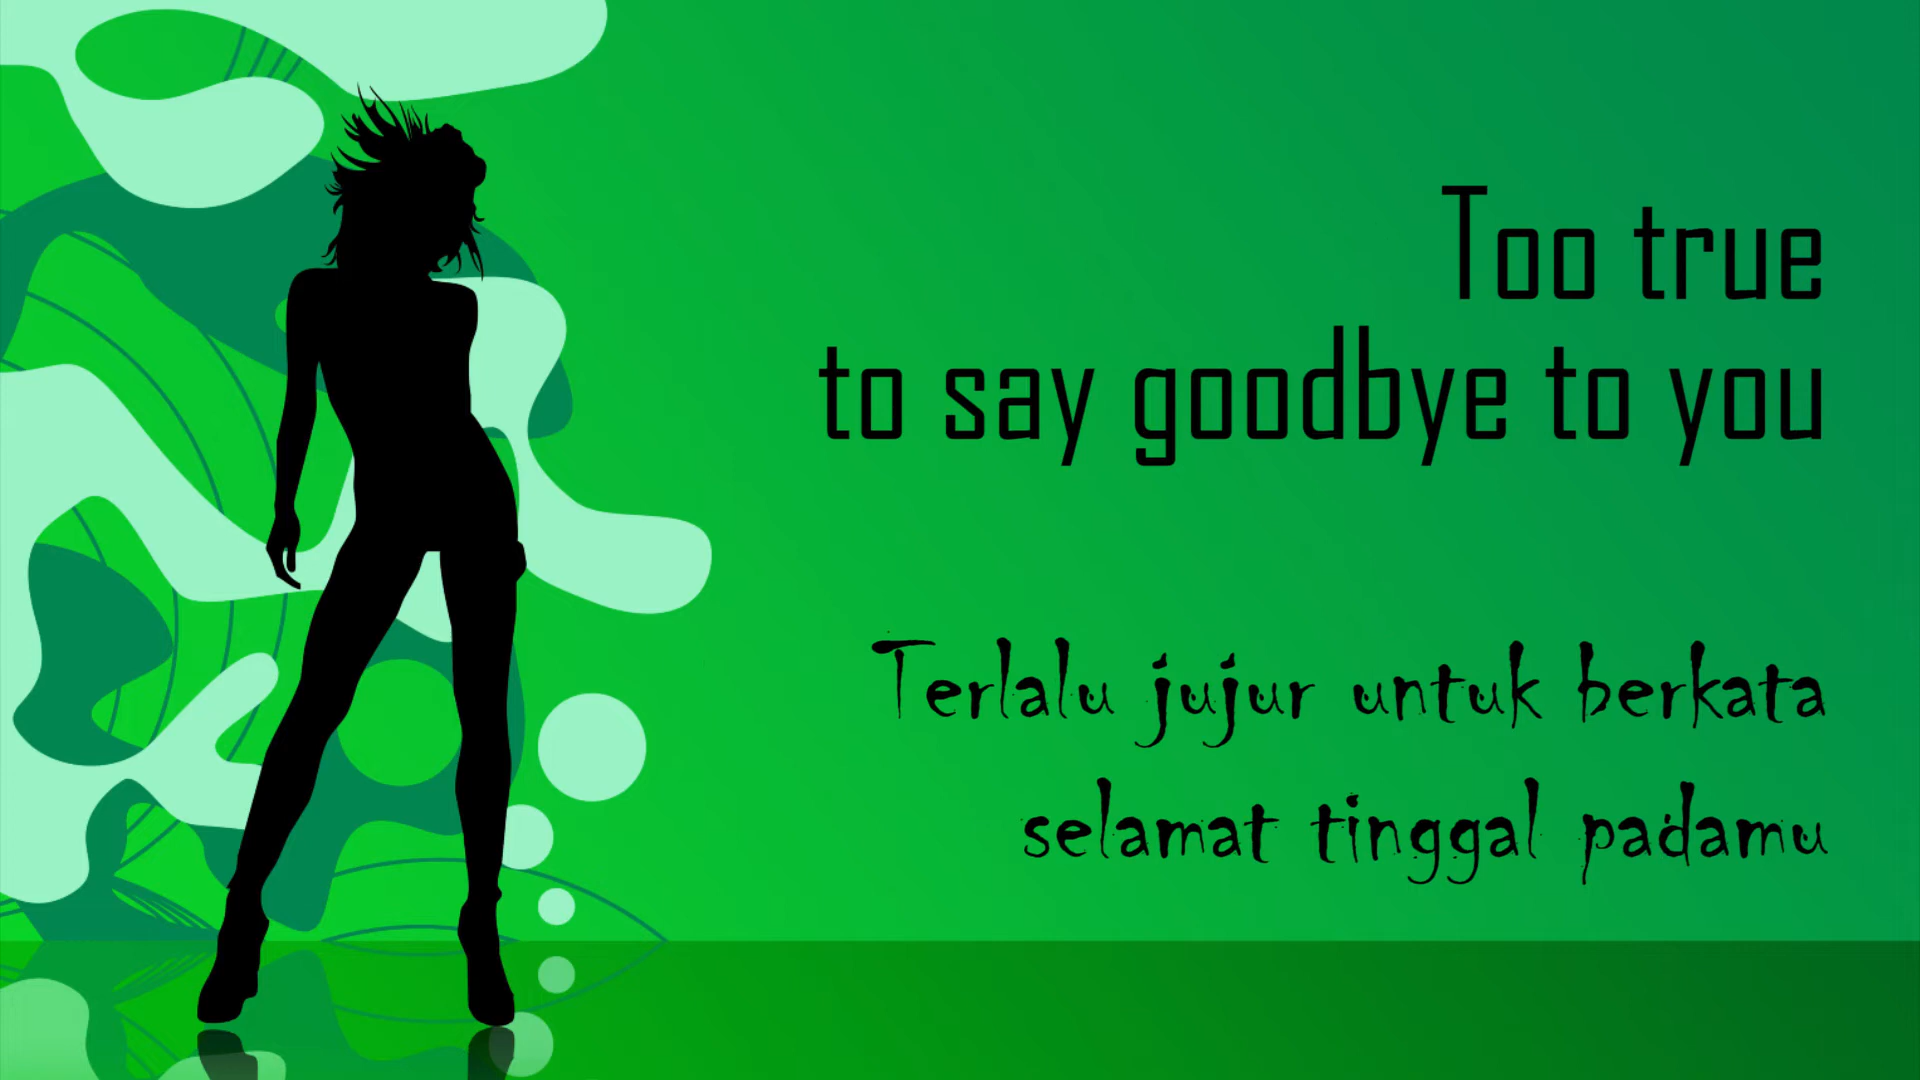 Too true
to say goodbye to you
Terlalu jujur untuk berkata
selamat tinggal padamu